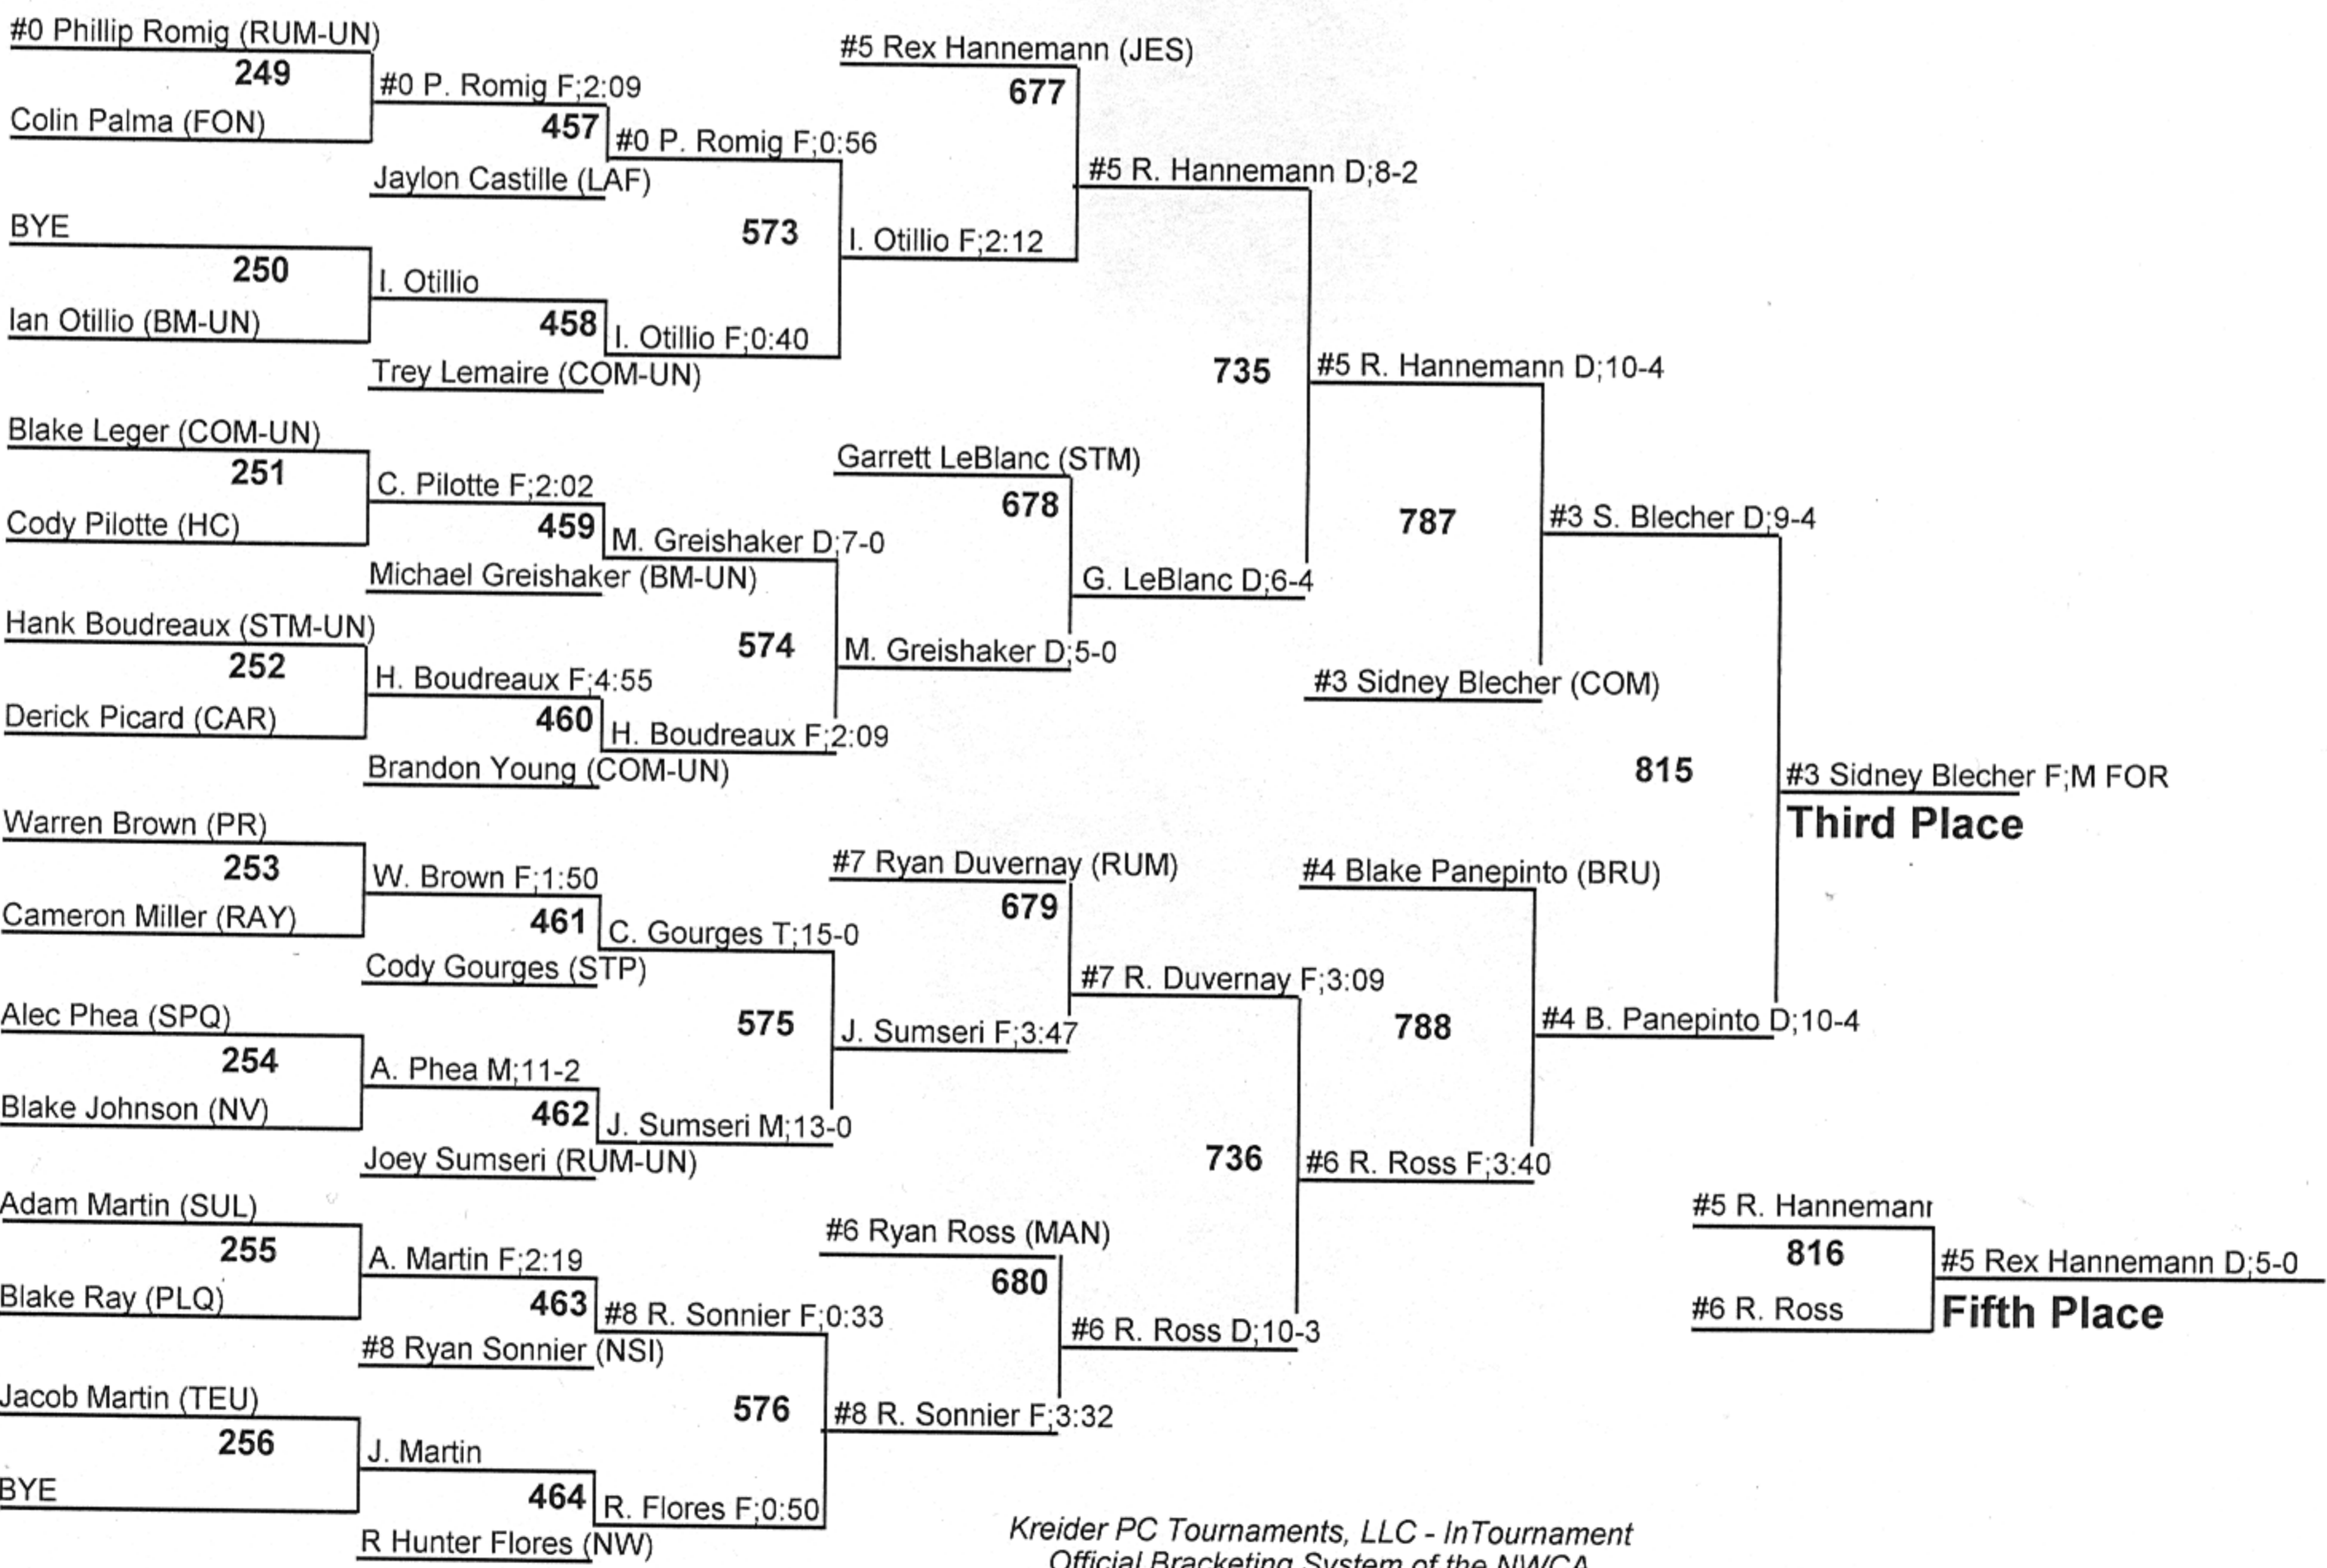 #0 Phillip Romig (RUM-UN)
249
Colin Palma (FON)
BYE
250
Ian Otillio (BM-UN)
Blake Leger (COM-UN)
251
Cody Pilotte (HC)
Hank Boudreaux (STM-UN)
252
Derick Picard (CAR)
Warren Brown (PR)
253
Cameron Miller (RAY)
Alec Phea (SPQ)
254
Blake Johnson (NV)
Adam Martin (SUL)
255
Blake Ray (PLQ)
Jacob Martin (TEU)
256
BYE
#0 P. Romig F;2:09
457
Jaylon Castille (LAF)
I. Otillio
458
Trey Lemaire (COM-UN)
C. Pilotte F;2:02
459
Michael Greishaker (BM-UN)
H. Boudreaux F;4:55
460
Brandon Young (COM-UN)
W. Brown F;1:50
461
Cody Gourges (STP)
A. Phea M;11-2
462
Joey Sumseri (RUM-UN)
A. Martin F;2:19
463
#8 Ryan Sonnier (NSI)
J. Martin
464
R Hunter Flores (NW)
#0 P. Romig F;0:56
573
I. Otillio F;0:40
M. Greishaker D;7-0
574
H. Boudreaux F;2:09
C. Gourges T;15-0
575
J. Sumseri M;13-0
#8 R. Sonnier F;0:33
576
R. Flores F;0:50
#5 Rex Hannemann (JES)
677
I. Otillio F;2:12
Garrett LeBlanc (STM)
678
M. Greishaker D;5-0
#7 Ryan Duvernay (RUM)
679
J. Sumseri F;3:47
#6 Ryan Ross (MAN)
680
#8 R. Sonnier F;3:32
#5 R. Hannemann D;8-2
735
G. LeBlanc D;6-4
#7 R. Duvernay F;3:09
736
#6 R. Ross D;10-3
#5 R. Hannemann D;10-4
787
#3 Sidney Blecher (COM)
#4 Blake Panepinto (BRU)
788
#6 R. Ross F;3:40
#3 S. Blecher D;9-4
815
#4 B. Panepinto D;10-4
#3 Sidney Blecher F;M FOR
Third Place
#5 R. Hannemann
816
#6 R. Ross
#5 Rex Hannemann D;5-0
Fifth Place
Kreider PC Tournaments, LLC - InTournament
Official Bracketing System of the NWCA